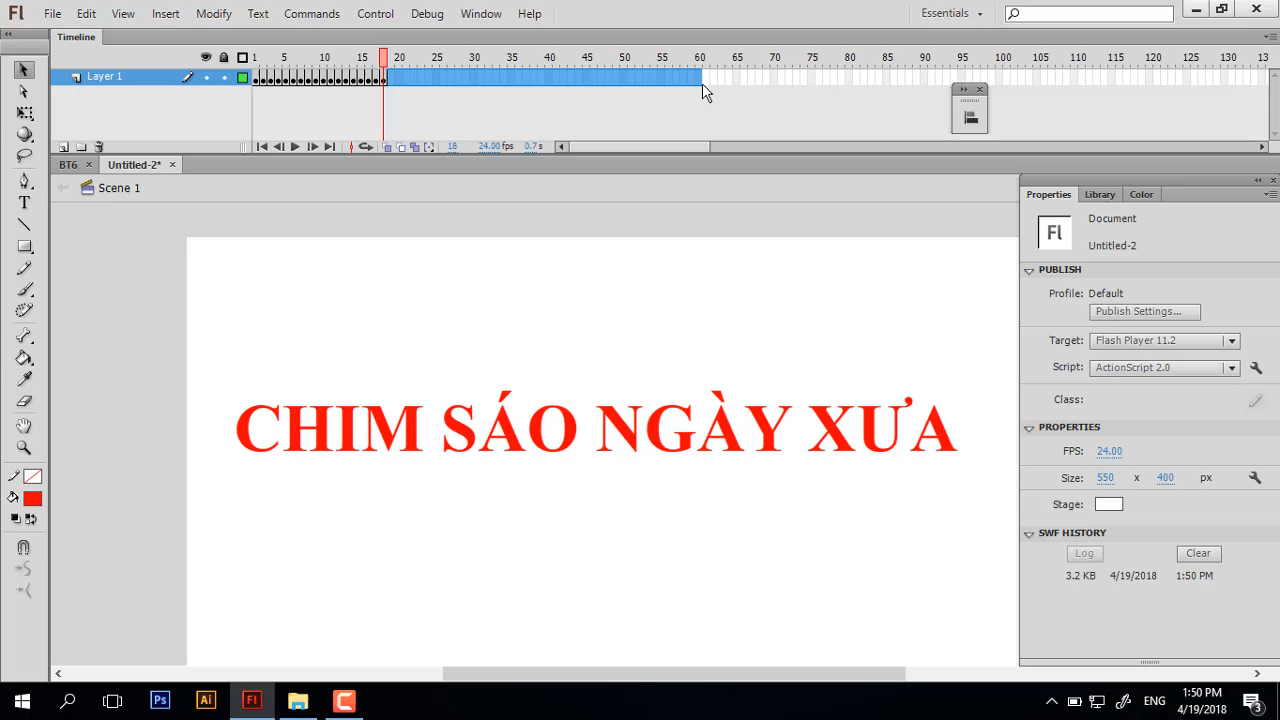 Fl File Edit View Insert Modify Text Commands Control Debug Window Help Essentials
Timeline
1 5 10 15 20 25 30 35 40 45 50 55 60 65 70 75 80 85 90 95 100 105 110 115 120 125 13
Layer 1
18 24.00 fps 0.7 s
BT6 × Untitled-2* ×
Scene 1
Properties Library Color
Fl Document
Untitled-2
PUBLISH
Profile: Default
Publish Settings...
Target: Flash Player 11.2
Script: ActionScript 2.0
Class:
PROPERTIES
FPS: 24.00
Size: 550 x 400 px
Stage:
SWF HISTORY
Log Clear
3.2 KB 4/19/2018 1:50 PM
CHIM SÁO NGÀY XƯA
T
Ps Ai Fl ENG 1:50 PM
4/19/2018 3